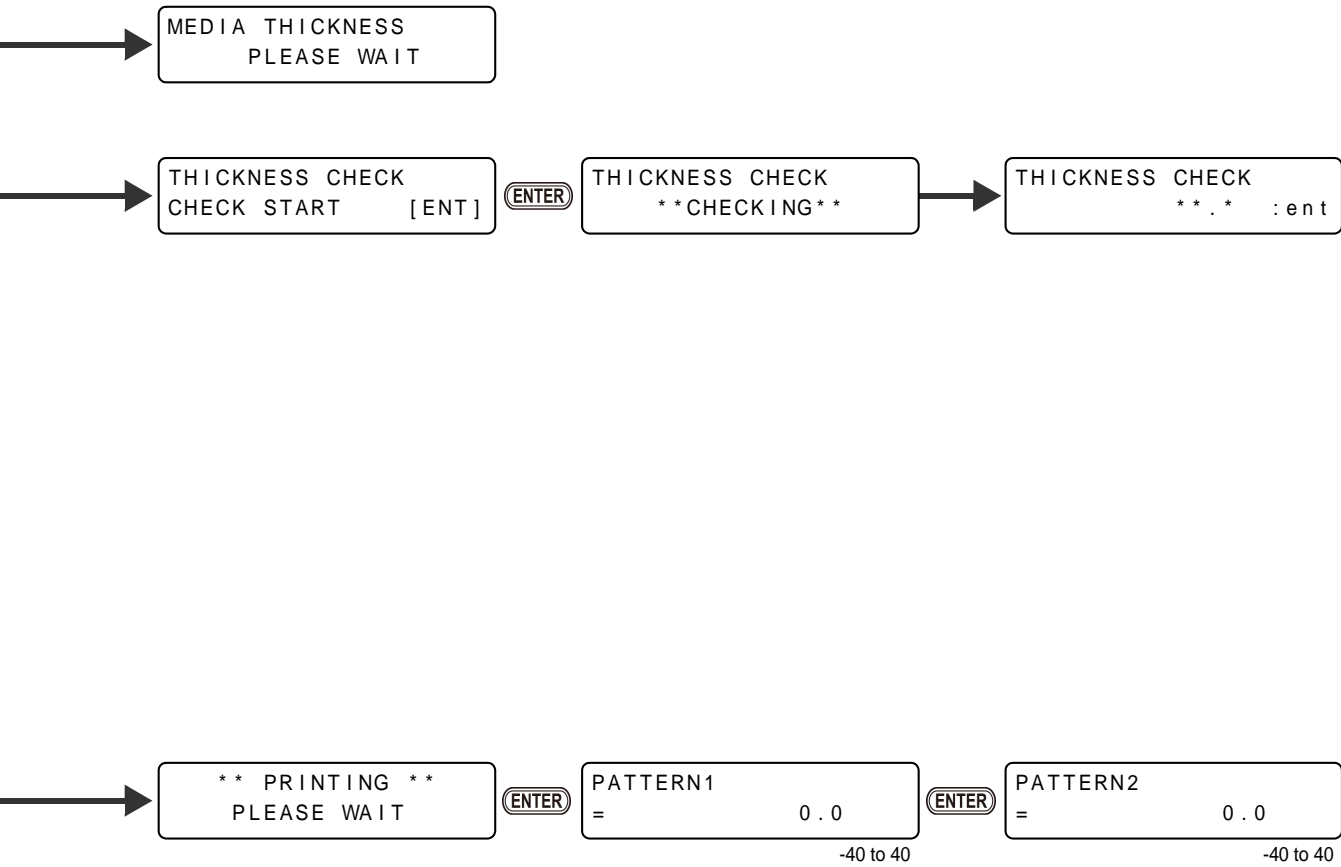 MEDIA THICKNESS
PLEASE WAIT
THICKNESS CHECK
CHECK START [ENT]
ENTER
THICKNESS CHECK
**CHECKING**
THICKNESS CHECK
**.* :ent
** PRINTING **
PLEASE WAIT
ENTER
PATTERN1
= 0.0
-40 to 40
ENTER
PATTERN2
= 0.0
-40 to 40